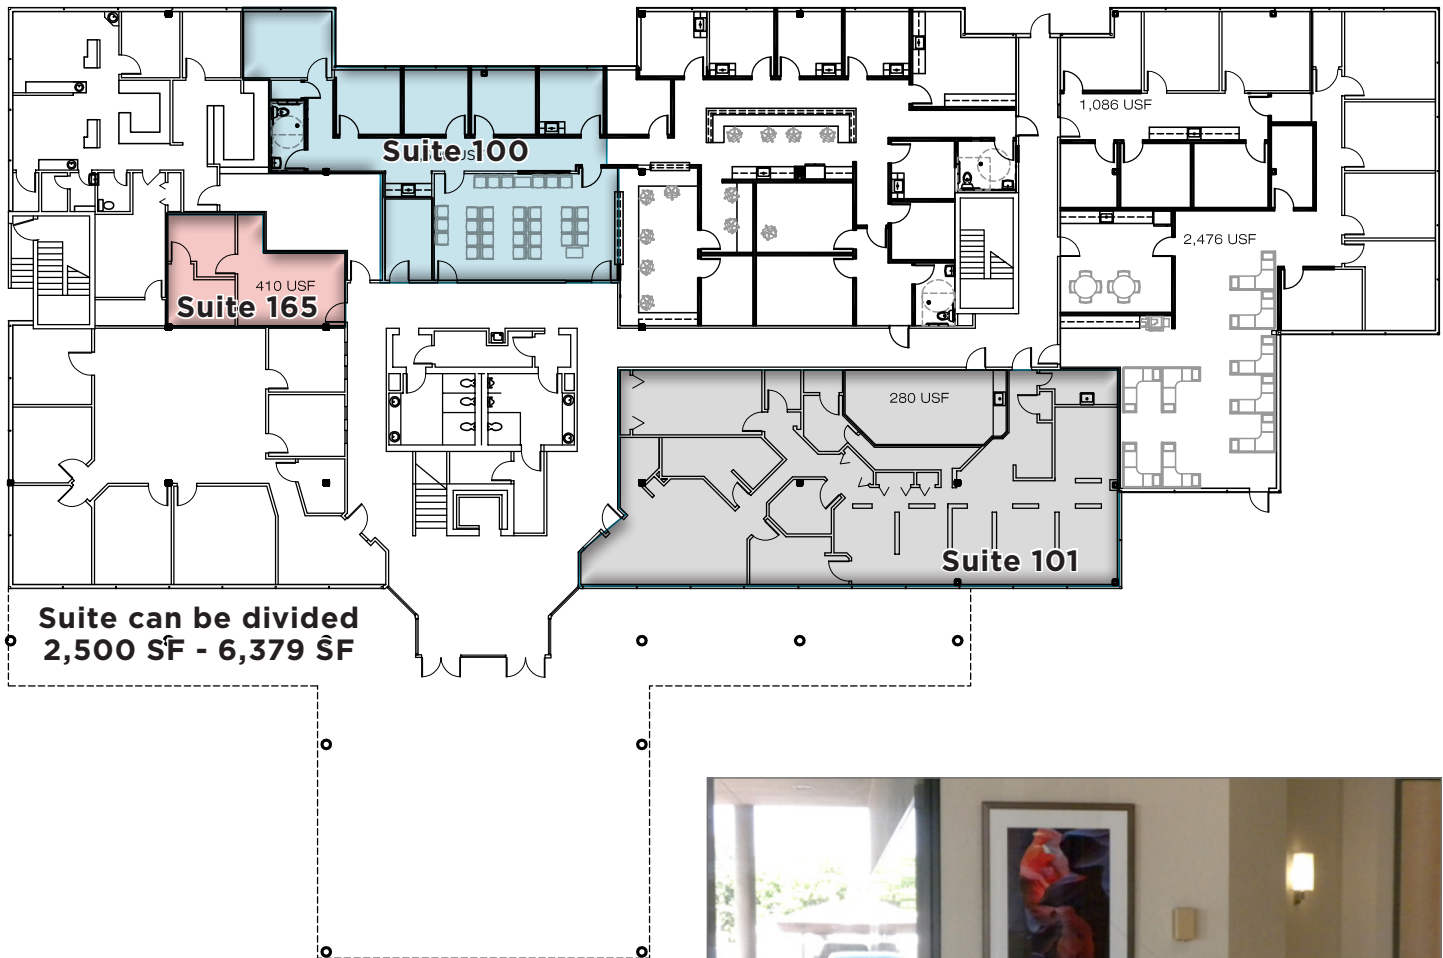 1,086 USF
Suite 100
2,476 USF
410 USF
Suite 165
280 USF
Suite 101
Suite can be divided
2,500 SF - 6,379 SF